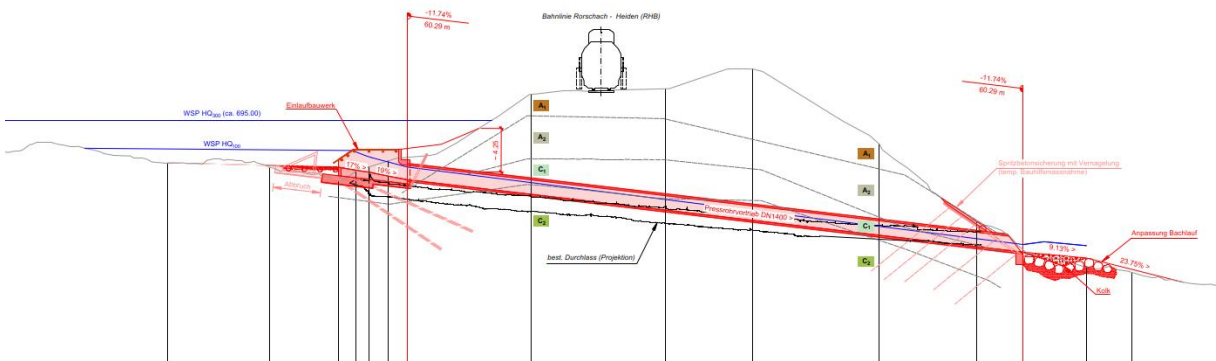 -11.74%
60.29 m
Bahnlinie Rorschach - Heiden (RHB)
-11.74%
60.29 m
Einlaufbauwerk
WSP HQ300 (ca. 695.00)
WSP HQ100
A1
A2
C1
C2
~ 4.25
17% >
19% >
Abbruch
A1
A2
C1
C2
Spritzbetonsicherung mit Vernagelung
(temp. Bauhilfsmassnahme)
Pressrohrvortrieb DN1400 >
best. Durchlass (Projektion)
9.13% >
Anpassung Bachlauf
23.75% >
Kolk